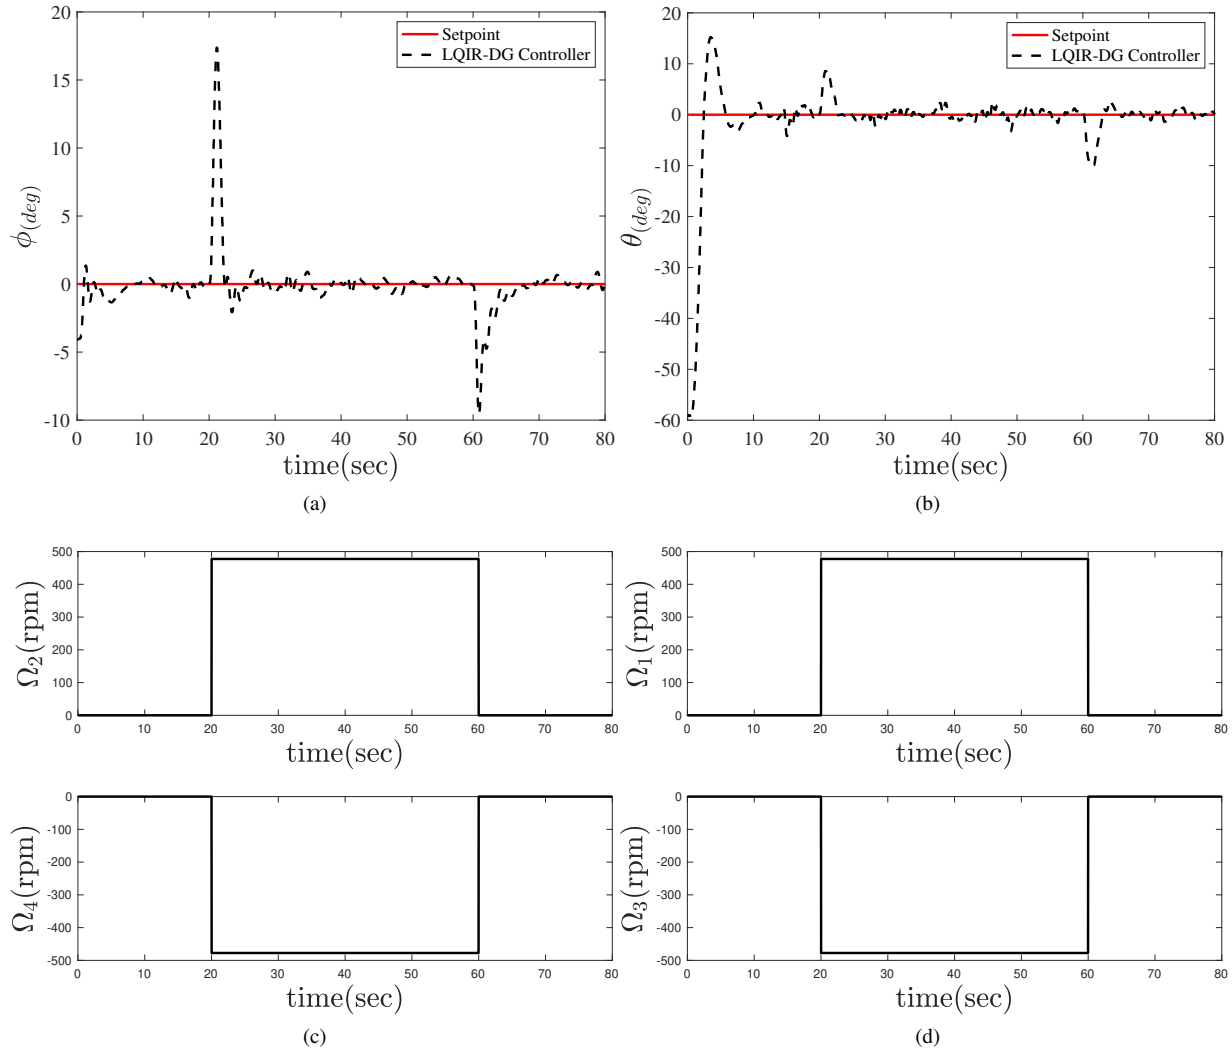 20
15
10
5
0
-5
-10
ϕ(deg)
Setpoint
LQIR-DG Controller
0 10 20 30 40 50 60 70 80
time(sec)
(a)
20
10
0
-10
-20
-30
-40
-50
-60
θ(deg)
Setpoint
LQIR-DG Controller
0 10 20 30 40 50 60 70 80
time(sec)
(b)
500
400
300
200
100
0
Ω2(rpm)
0 10 20 30 40 50 60 70 80
time(sec)
0
-100
-200
-300
-400
-500
Ω4(rpm)
0 10 20 30 40 50 60 70 80
time(sec)
(c)
500
400
300
200
100
0
Ω1(rpm)
0 10 20 30 40 50 60 70 80
time(sec)
0
-100
-200
-300
-400
-500
Ω3(rpm)
0 10 20 30 40 50 60 70 80
time(sec)
(d)